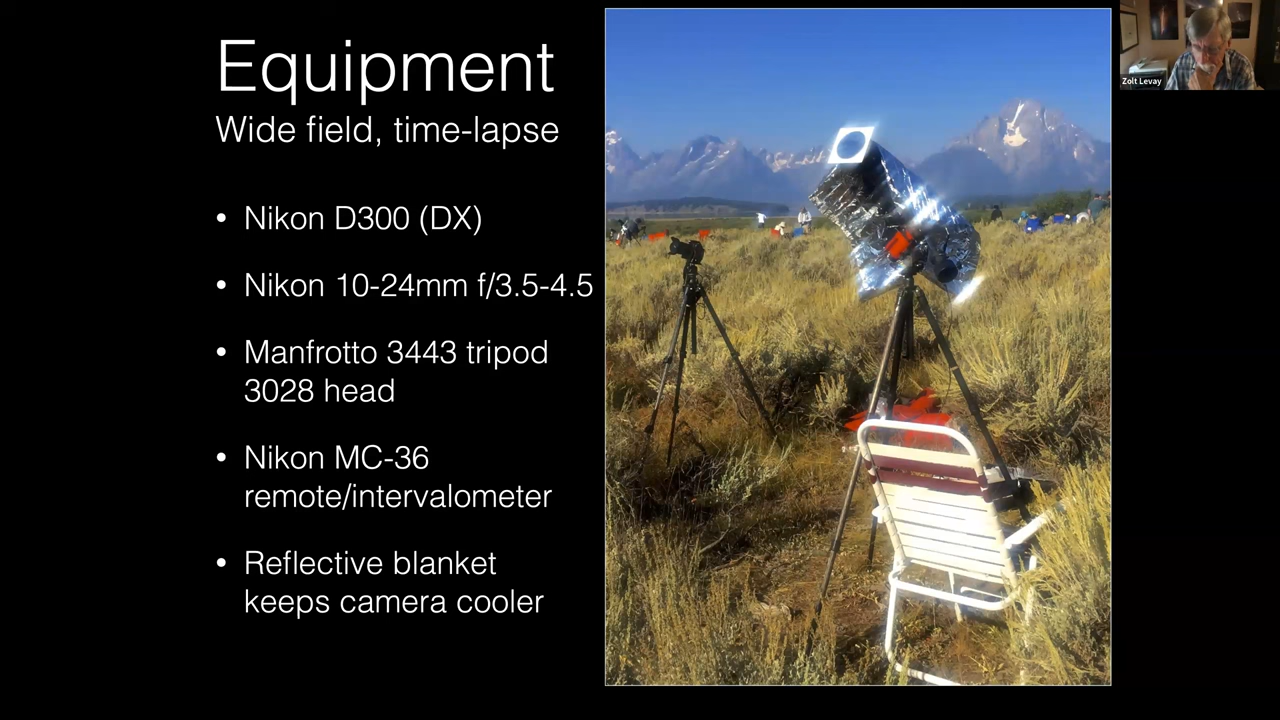 Equipment
Wide field, time-lapse
• Nikon D300 (DX)
• Nikon 10-24mm f/3.5-4.5
• Manfrotto 3443 tripod
3028 head
• Nikon MC-36
remote/intervalometer
• Reflective blanket
keeps camera cooler
Zolt Levay